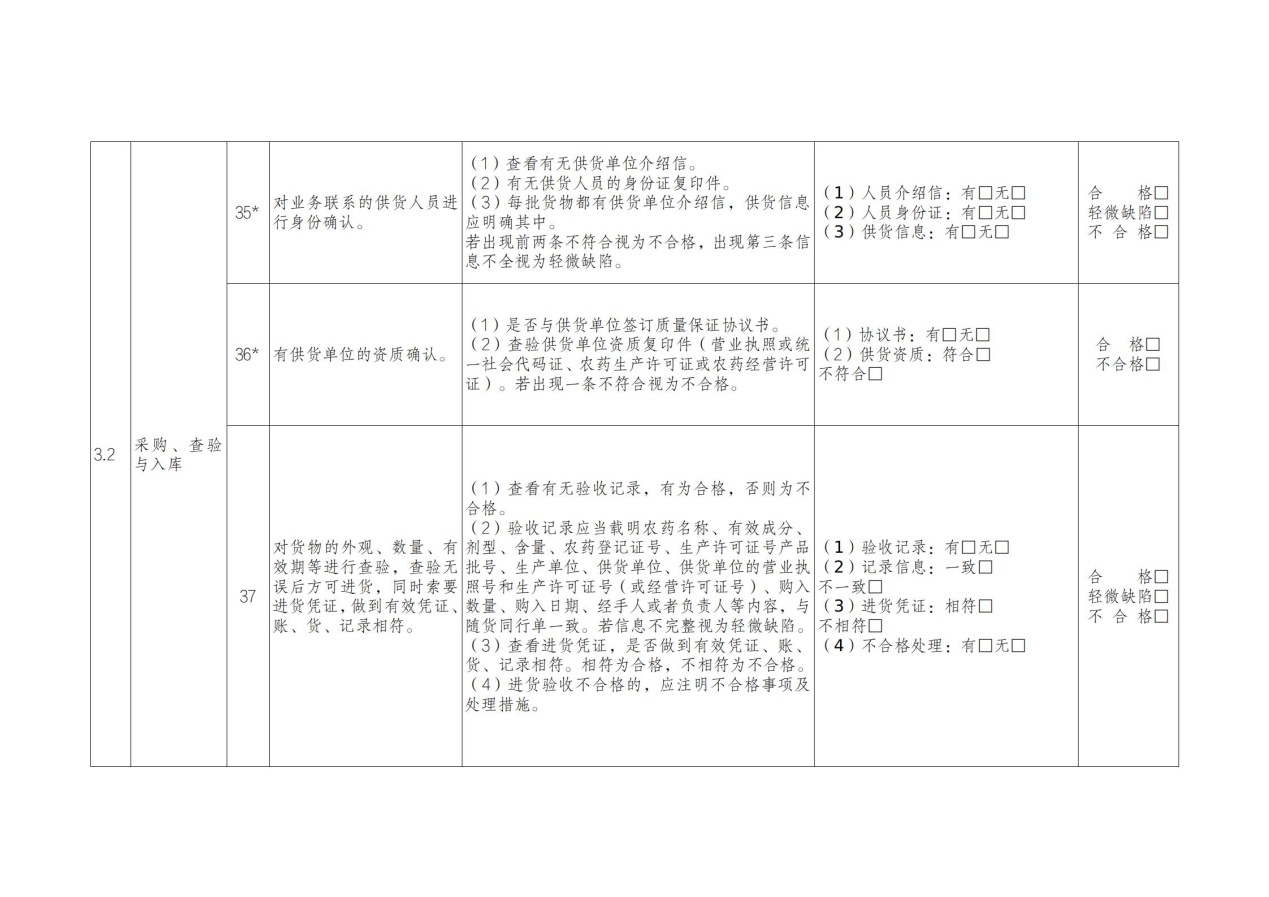 3.2
采购、查验
与入库
35*
对业务联系的供货人员进
行身份确认。
（1）查看有无供货单位介绍信。
（2）有无供货人员的身份证复印件。
（3）每批货物都有供货单位介绍信，供货信息
应明确其中。
若出现前两条不符合视为不合格，出现第三条信
息不全视为轻微缺陷。
（1）人员介绍信：有□无□
（2）人员身份证：有□无□
（3）供货信息：有□无□
合 格□
轻微缺陷□
不 合 格□
36*
有供货单位的资质确认。
（1）是否与供货单位签订质量保证协议书。
（2）查验供货单位资质复印件（营业执照或统
一社会代码证、农药生产许可证或农药经营许可
证）。若出现一条不符合视为不合格。
（1）协议书：有□无□
（2）供货资质：符合□
不符合□
合 格□
不合格□
37
对货物的外观、数量、有
效期等进行查验，查验无
误后方可进货，同时索要
进货凭证，做到有效凭证、
账、货、记录相符。
（1）查看有无验收记录，有为合格，否则为不
合格。
（2）验收记录应当载明农药名称、有效成分、
剂型、含量、农药登记证号、生产许可证号产品
批号、生产单位、供货单位、供货单位的营业执
照号和生产许可证号（或经营许可证号）、购入
数量、购入日期、经手人或者负责人等内容，与
随货同行单一致。若信息不完整视为轻微缺陷。
（3）查看进货凭证，是否做到有效凭证、账、
货、记录相符。相符为合格，不相符为不合格。
（4）进货验收不合格的，应注明不合格事项及
处理措施。
（1）验收记录：有□无□
（2）记录信息：一致□
不一致□
（3）进货凭证：相符□
不相符□
（4）不合格处理：有□无□
合 格□
轻微缺陷□
不 合 格□